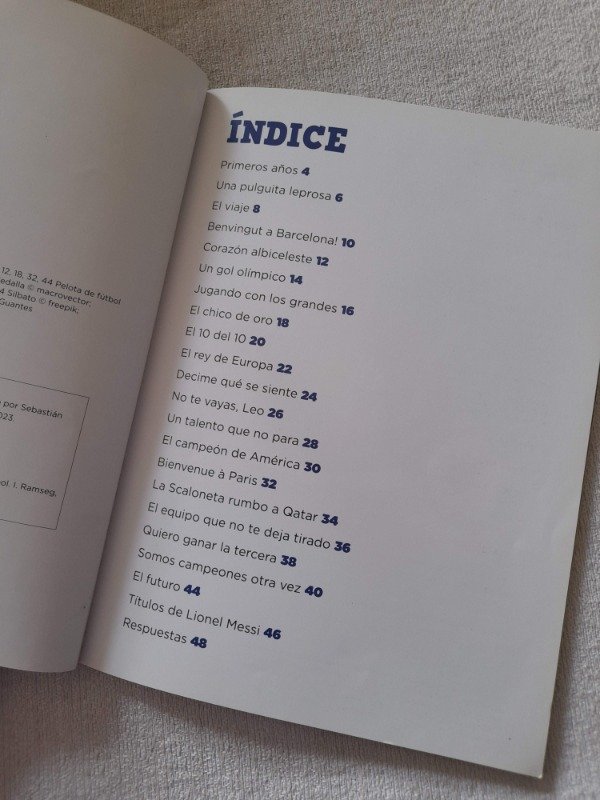 12, 18, 32, 44 Pelota de futbol
© macrovector;
4 Silbato © freepik;
Guantes
por Sebastián
2023.
I. Ramseg,
ÍNDICE
Primeros años 4
Una pulguita leprosa 6
El viaje 8
Benvingut a Barcelona! 10
Corazón albiceleste 12
Un gol olímpico 14
Jugando con los grandes 16
El chico de oro 18
El 10 del 10 20
El rey de Europa 22
Decime qué se siente 24
No te vayas, Leo 26
Un talento que no para 28
El campeón de América 30
Bienvenue à Paris 32
La Scaloneta rumbo a Qatar 34
El equipo que no te deja tirado 36
Quiero ganar la tercera 38
Somos campeones otra vez 40
El futuro 44
Títulos de Lionel Messi 46
Respuestas 48